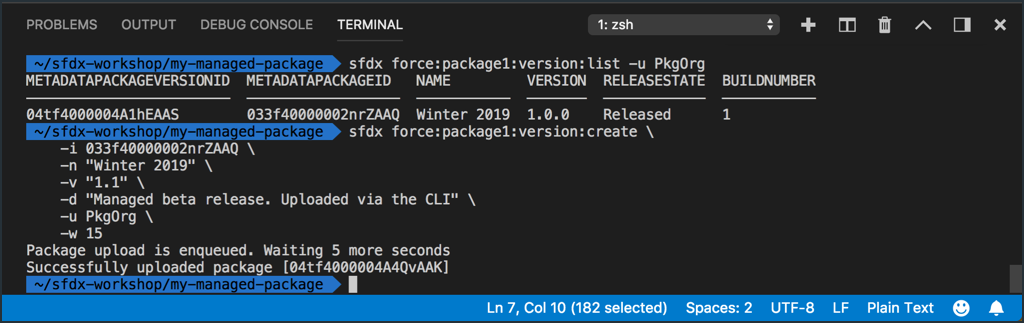 PROBLEMS OUTPUT DEBUG CONSOLE TERMINAL 1: zsh
~/sfdx-workshop/my-managed-package sfdx force:package1:version:list -u PkgOrg
METADATAPACKAGEVERSIONID METADATAPACKAGEID NAME VERSION RELEASESTATE BUILDNUMBER
04tf4000004A1hEAAS 033f40000002nrZAAQ Winter 2019 1.0.0 Released 1
~/sfdx-workshop/my-managed-package sfdx force:package1:version:create \
-i 033f40000002nrZAAQ \
-n "Winter 2019" \
-v "1.1" \
-d "Managed beta release. Uploaded via the CLI" \
-u PkgOrg \
-w 15
Package upload is enqueued. Waiting 5 more seconds
Successfully uploaded package [04tf4000004A4QvAAK]
~/sfdx-workshop/my-managed-package
Ln 7, Col 10 (182 selected) Spaces: 2 UTF-8 LF Plain Text